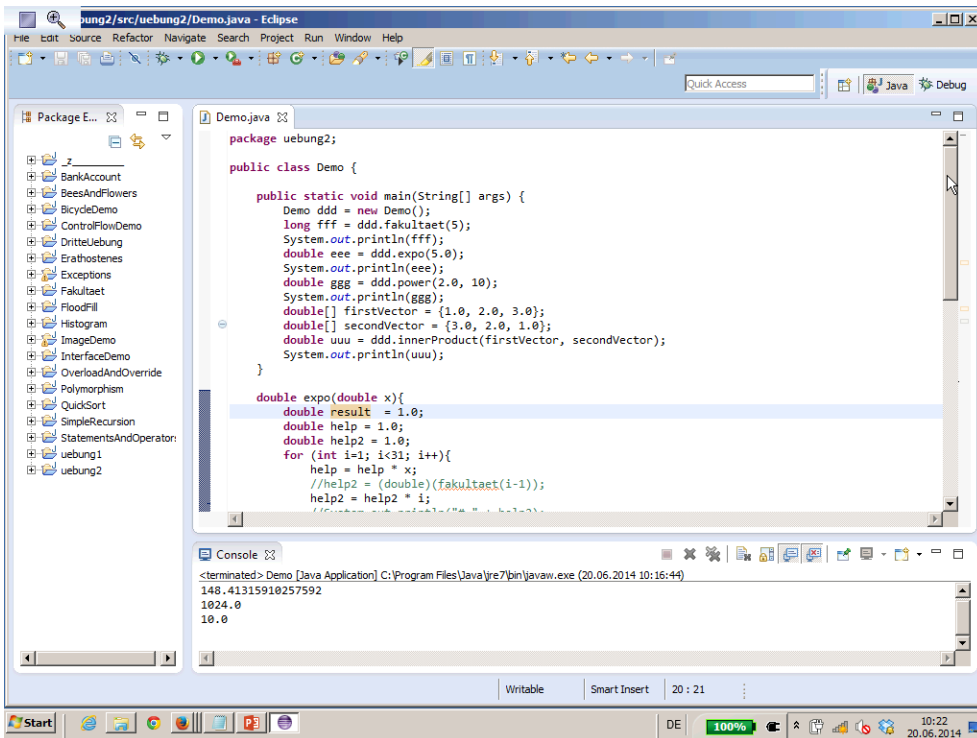 bung2/src/uebung2/Demo.java - Eclipse
File Edit Source Refactor Navigate Search Project Run Window Help
Quick Access
Java
Debug
Package E...
_z_________
BankAccount
BeesAndFlowers
BicycleDemo
ControlFlowDemo
DritteUebung
Erathostenes
Exceptions
Fakultaet
FloodFill
Histogram
ImageDemo
InterfaceDemo
OverloadAndOverride
Polymorphism
QuickSort
SimpleRecursion
StatementsAndOperator
uebung1
uebung2
Demo.java
package uebung2;
public class Demo {
public static void main(String[] args) {
Demo ddd = new Demo();
long fff = ddd.fakultaet(5);
System.out.println(fff);
double eee = ddd.expo(5.0);
System.out.println(eee);
double ggg = ddd.power(2.0, 10);
System.out.println(ggg);
double[] firstVector = {1.0, 2.0, 3.0};
double[] secondVector = {3.0, 2.0, 1.0};
double uuu = ddd.innerProduct(firstVector, secondVector);
System.out.println(uuu);
}
double expo(double x){
double result  = 1.0;
double help = 1.0;
double help2 = 1.0;
for (int i=1; i<31; i++){
help = help * x;
//help2 = (double)(fakultaet(i-1));
help2 = help2 * i;
//System.out.println("# " + help2);
Console
<terminated> Demo [Java Application] C:\Program Files\Java\jre7\bin\javaw.exe (20.06.2014 10:16:44)
148.41315910257592
1024.0
10.0
Writable
Smart Insert
20 : 21
Start
DE
100%
10:22
20.06.2014